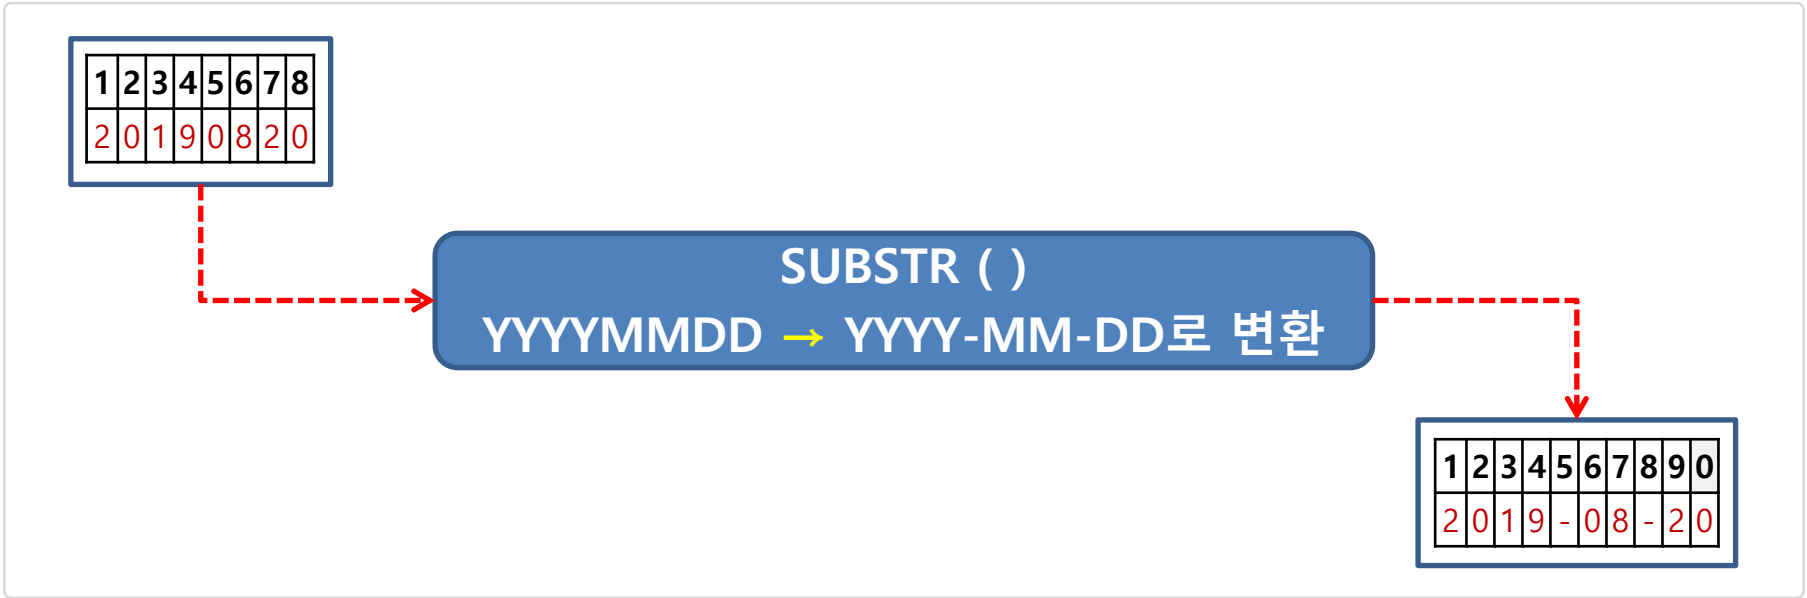 1 2 3 4 5 6 7 8
2 0 1 9 0 8 2 0
SUBSTR ( )
YYYYMMDD → YYYY-MM-DD로 변환
1 2 3 4 5 6 7 8 9 0
2 0 1 9 - 0 8 - 2 0